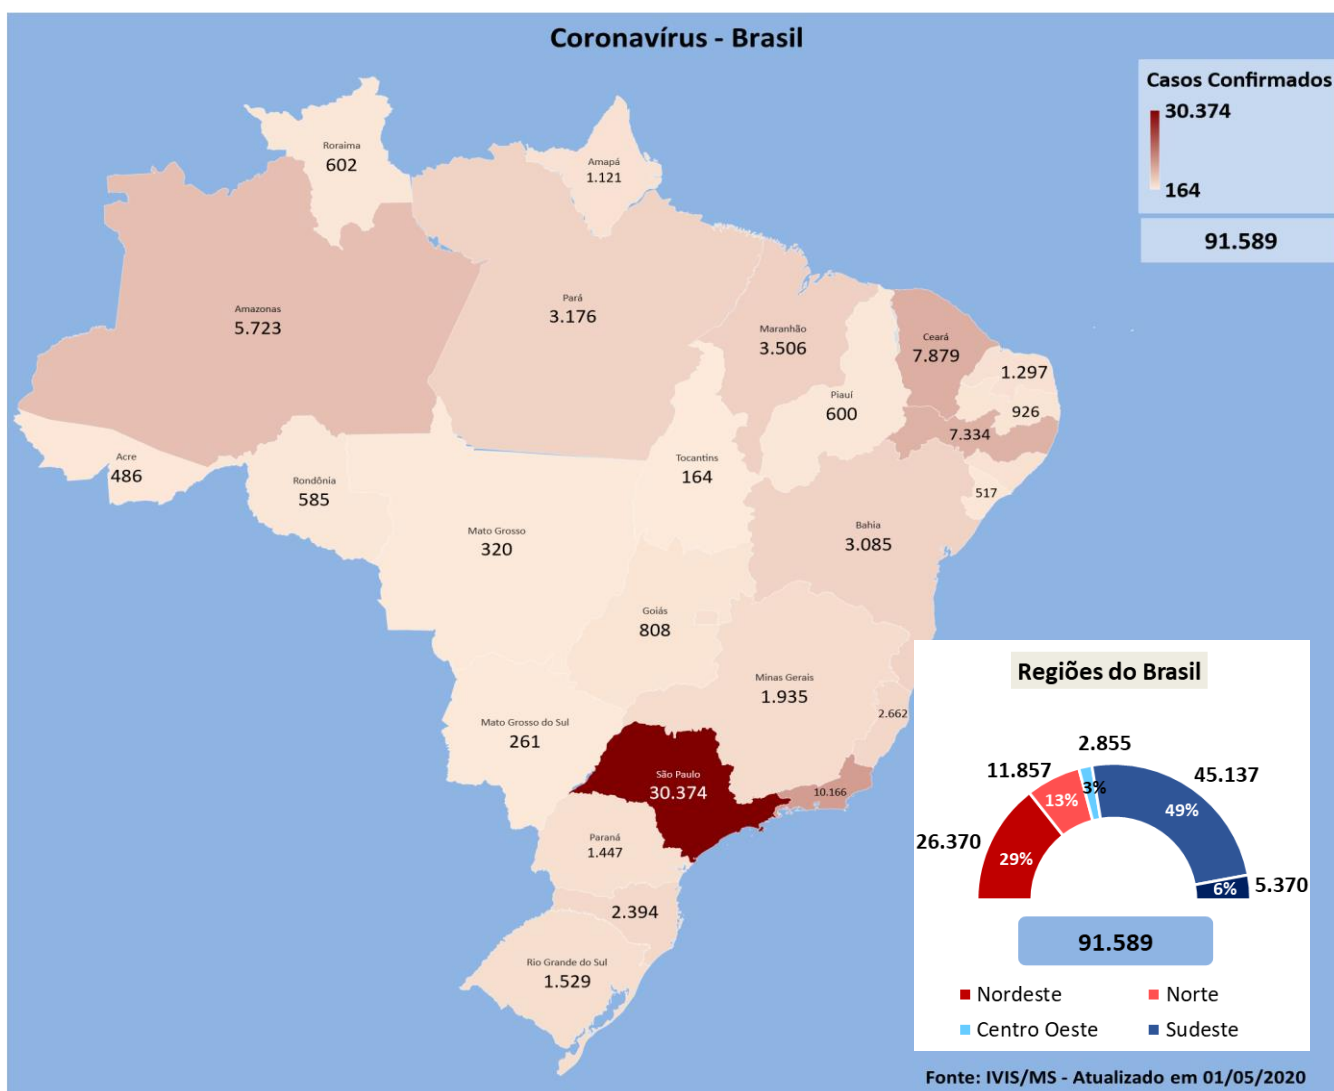 Coronavírus - Brasil
Casos Confirmados
30.374
164
91.589
Roraima
602
Amapá
1.121
Amazonas
5.723
Pará
3.176
Maranhão
3.506
Ceará
7.879
1.297
Piauí
600
926
7.334
Acre
486
Rondônia
585
Tocantins
164
517
Mato Grosso
320
Bahia
3.085
Goiás
808
Minas Gerais
1.935
2.662
Mato Grosso do Sul
261
São Paulo
30.374
10.166
Paraná
1.447
2.394
Rio Grande do Sul
1.529
Regiões do Brasil
2.855
11.857
45.137
3%
13%
49%
26.370
29%
6%
5.370
91.589
Nordeste
Norte
Centro Oeste
Sudeste
Fonte: IVIS/MS - Atualizado em 01/05/2020